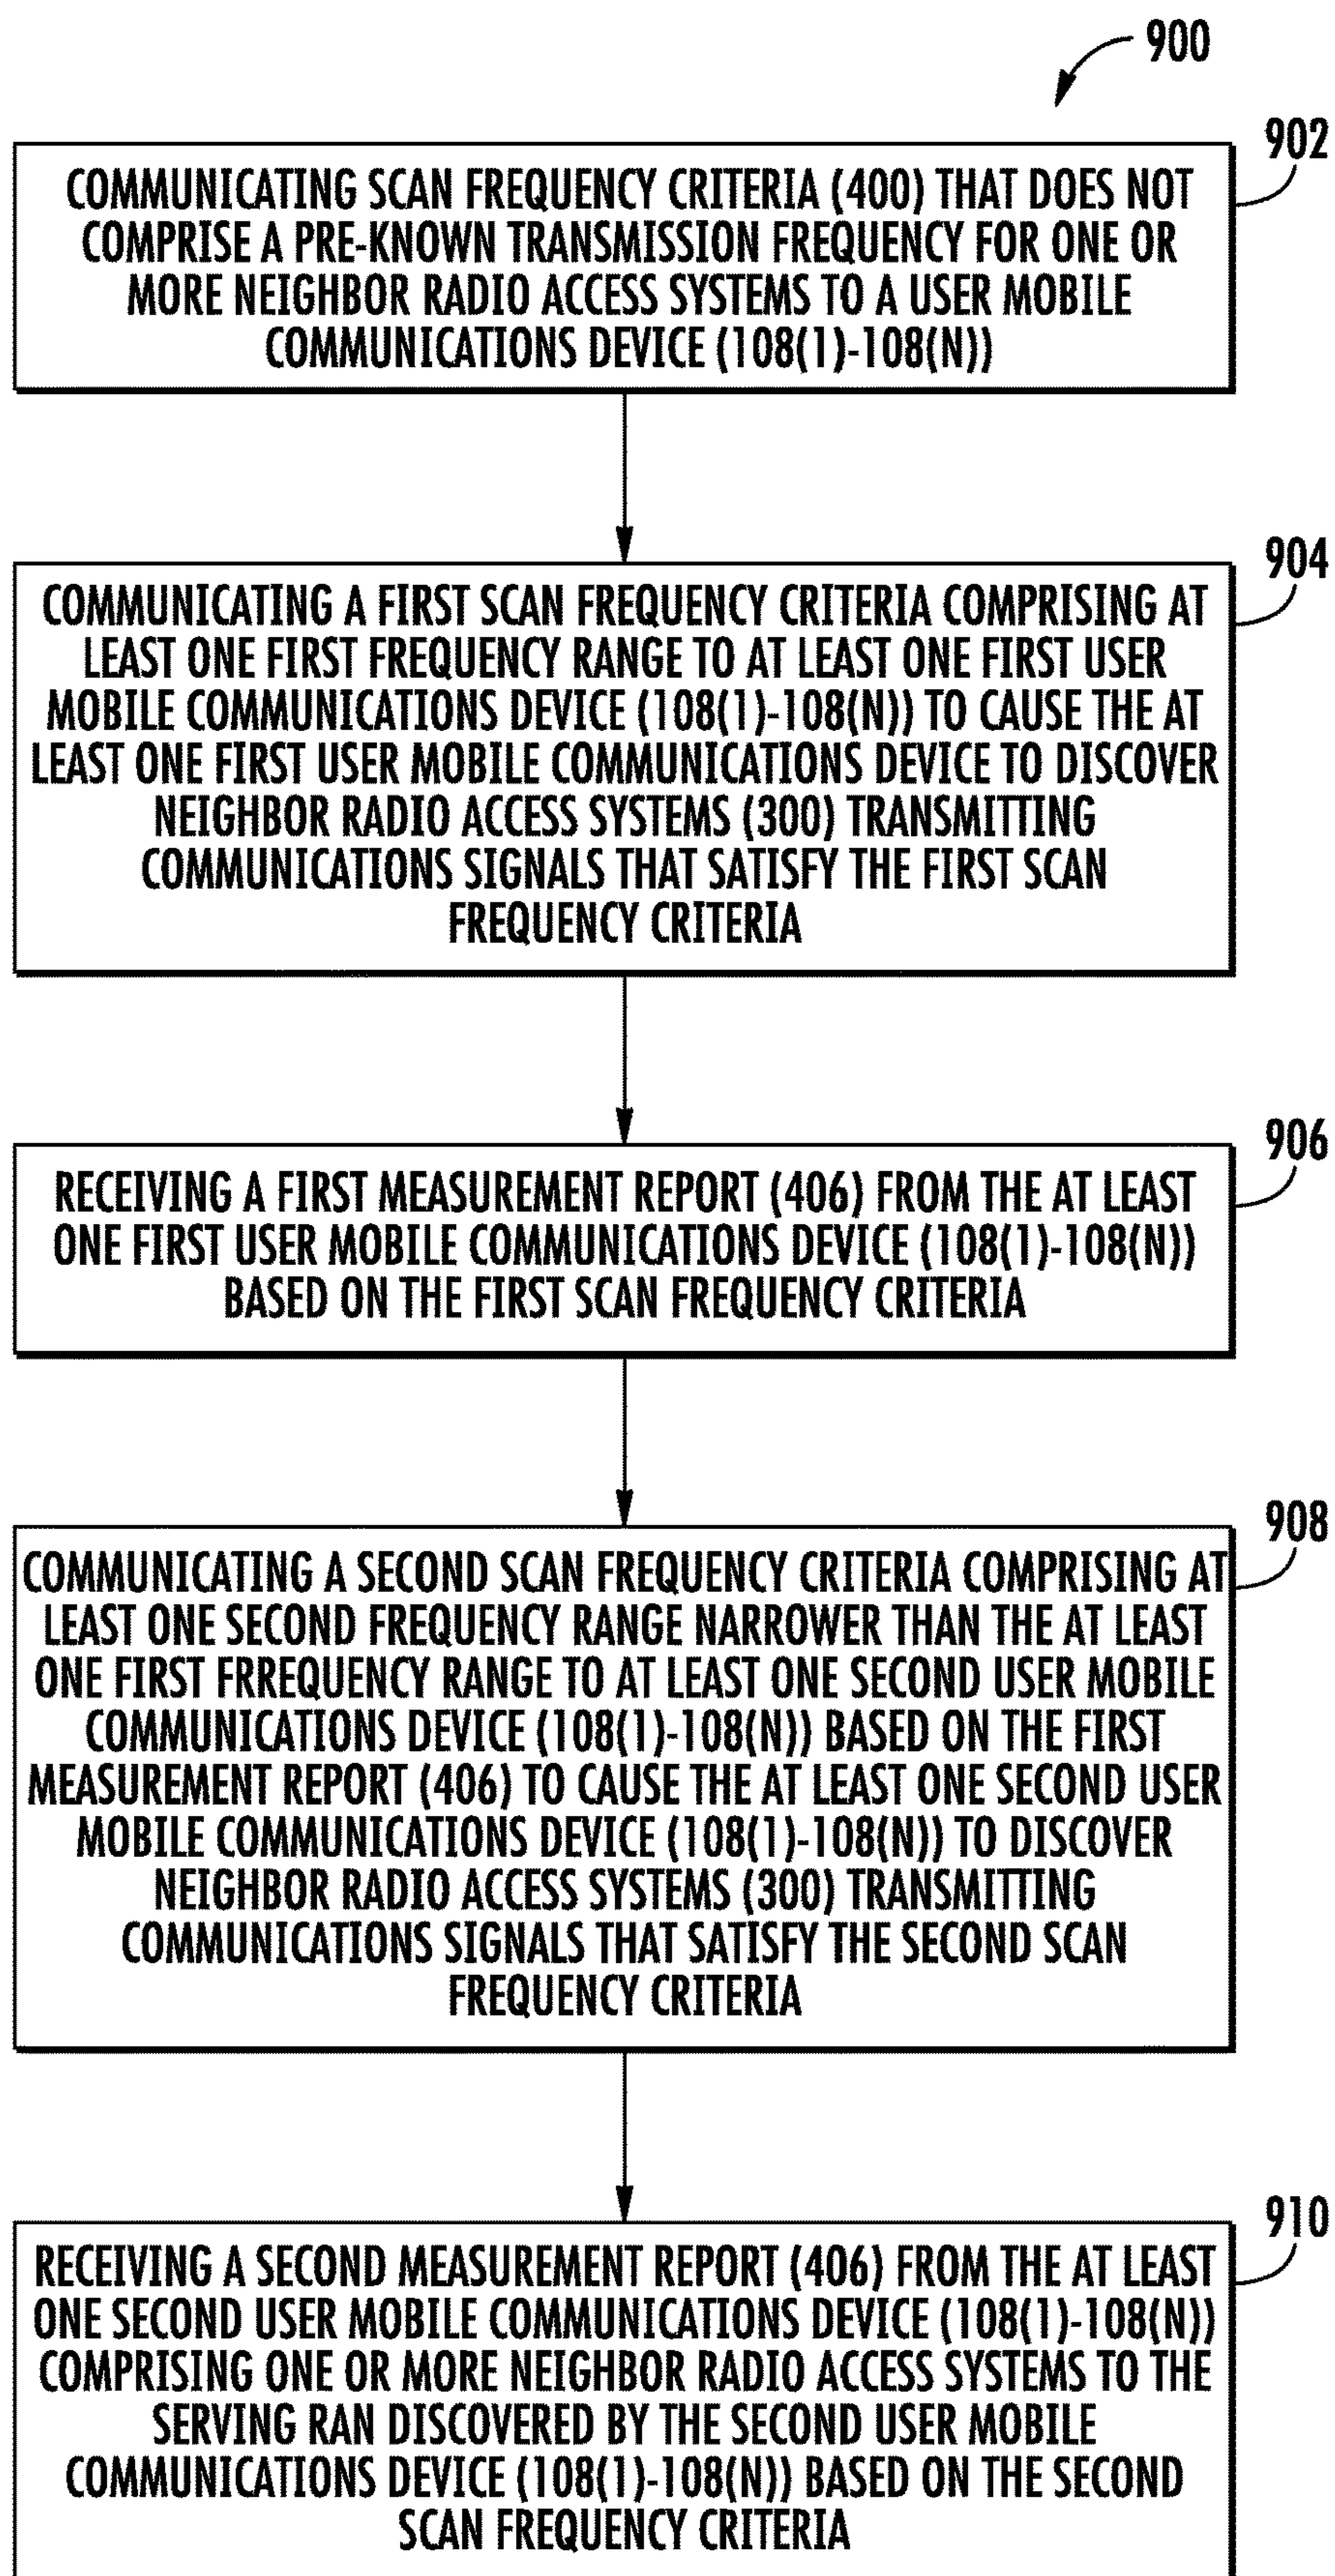 900
902
COMMUNICATING SCAN FREQUENCY CRITERIA (400) THAT DOES NOT
COMPRISE A PRE-KNOWN TRANSMISSION FREQUENCY FOR ONE OR
MORE NEIGHBOR RADIO ACCESS SYSTEMS TO A USER MOBILE
COMMUNICATIONS DEVICE (108(1)-108(N))
904
COMMUNICATING A FIRST SCAN FREQUENCY CRITERIA COMPRISING AT
LEAST ONE FIRST FREQUENCY RANGE TO AT LEAST ONE FIRST USER
MOBILE COMMUNICATIONS DEVICE (108(1)-108(N)) TO CAUSE THE AT
LEAST ONE FIRST USER MOBILE COMMUNICATIONS DEVICE TO DISCOVER
NEIGHBOR RADIO ACCESS SYSTEMS (300) TRANSMITTING
COMMUNICATIONS SIGNALS THAT SATISFY THE FIRST SCAN
FREQUENCY CRITERIA
906
RECEIVING A FIRST MEASUREMENT REPORT (406) FROM THE AT LEAST
ONE FIRST USER MOBILE COMMUNICATIONS DEVICE (108(1)-108(N))
BASED ON THE FIRST SCAN FREQUENCY CRITERIA
908
COMMUNICATING A SECOND SCAN FREQUENCY CRITERIA COMPRISING AT
LEAST ONE SECOND FREQUENCY RANGE NARROWER THAN THE AT LEAST
ONE FIRST FRREQUENCY RANGE TO AT LEAST ONE SECOND USER MOBILE
COMMUNICATIONS DEVICE (108(1)-108(N)) BASED ON THE FIRST
MEASUREMENT REPORT (406) TO CAUSE THE AT LEAST ONE SECOND USER
MOBILE COMMUNICATIONS DEVICE (108(1)-108(N)) TO DISCOVER
NEIGHBOR RADIO ACCESS SYSTEMS (300) TRANSMITTING
COMMUNICATIONS SIGNALS THAT SATISFY THE SECOND SCAN
FREQUENCY CRITERIA
910
RECEIVING A SECOND MEASUREMENT REPORT (406) FROM THE AT LEAST
ONE SECOND USER MOBILE COMMUNICATIONS DEVICE (108(1)-108(N))
COMPRISING ONE OR MORE NEIGHBOR RADIO ACCESS SYSTEMS TO THE
SERVING RAN DISCOVERED BY THE SECOND USER MOBILE
COMMUNICATIONS DEVICE (108(1)-108(N)) BASED ON THE SECOND
SCAN FREQUENCY CRITERIA